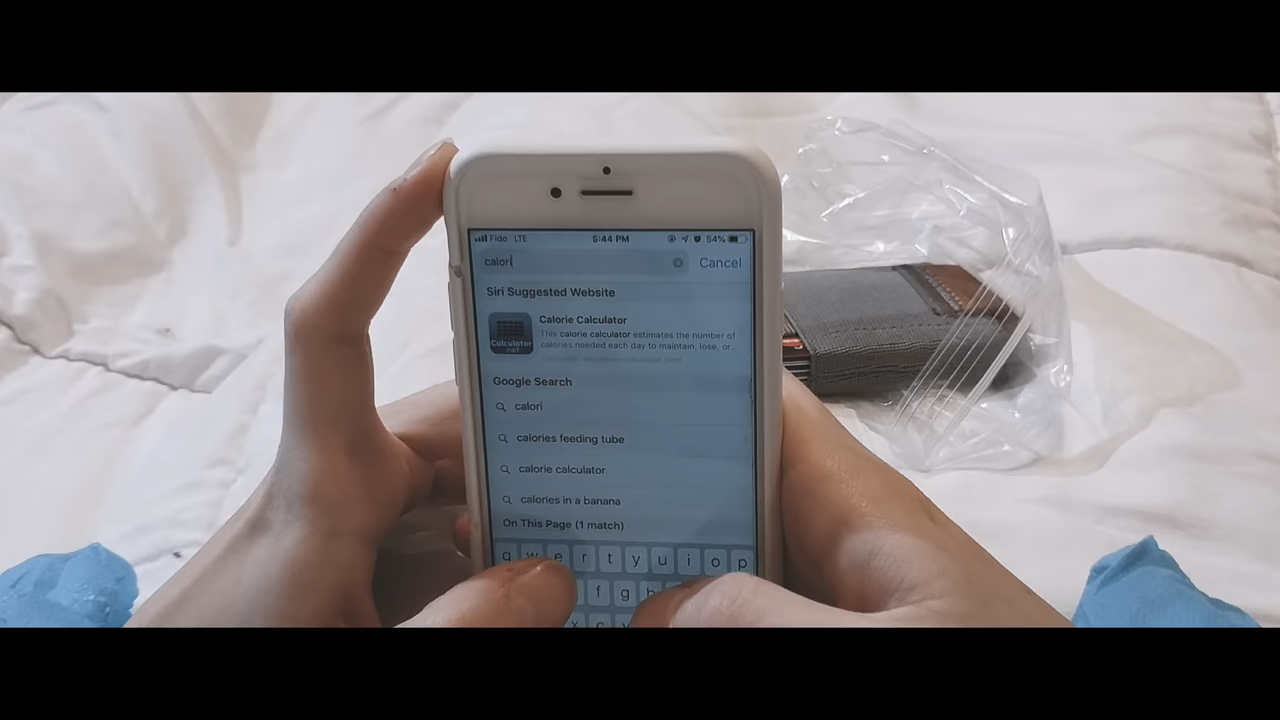 Fido LTE 5:44 PM 54%
calori Cancel
Siri Suggested Website
Calorie Calculator
This calorie calculator estimates the number of
calories needed each day to maintain, lose, or...
Calculator
net
Google Search
calori
calories feeding tube
calorie calculator
calories in a banana
On This Page (1 match)
q w e r t y u i o p
f g h
x c v